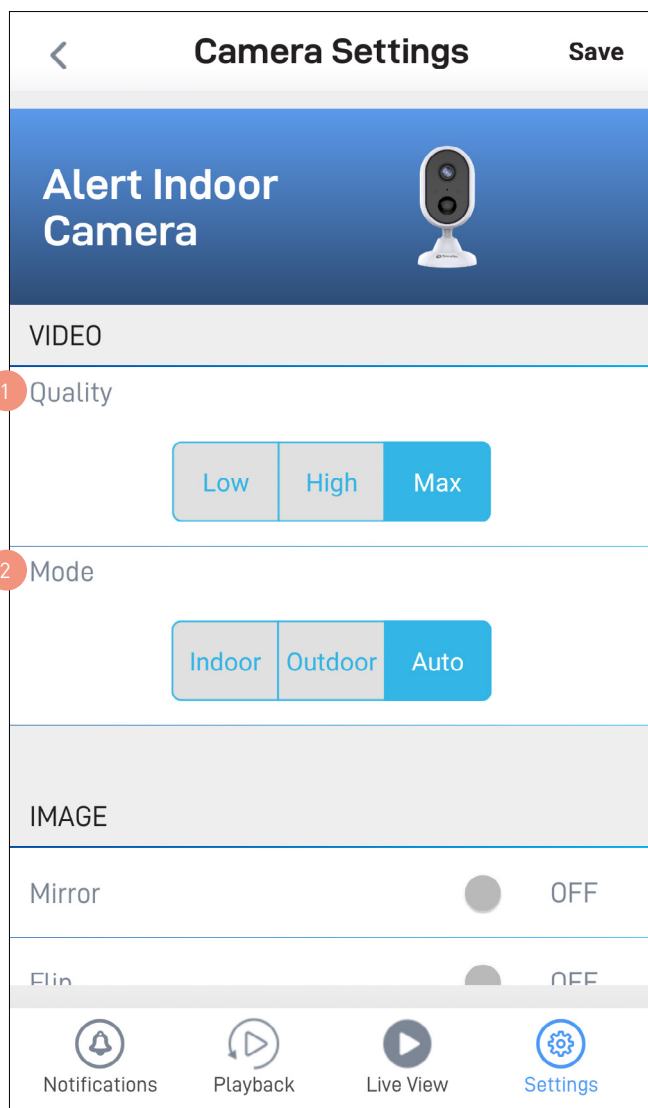 Camera Settings Save
Alert Indoor
Camera
VIDEO
1 Quality
Low High Max
2 Mode
Indoor Outdoor Auto
IMAGE
Mirror OFF
Flip OFF
Notifications Playback Live View Settings